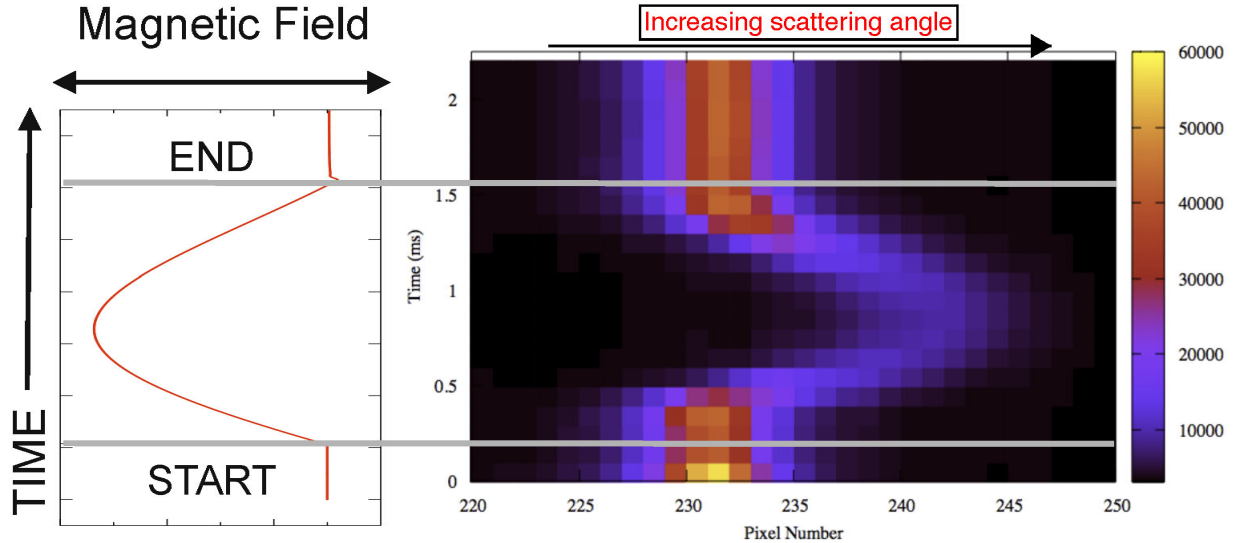 Magnetic Field
Increasing scattering angle
TIME
END
START
Time (ms)
2
1.5
1
0.5
0
220
225
230
235
240
245
250
Pixel Number
60000
50000
40000
30000
20000
10000